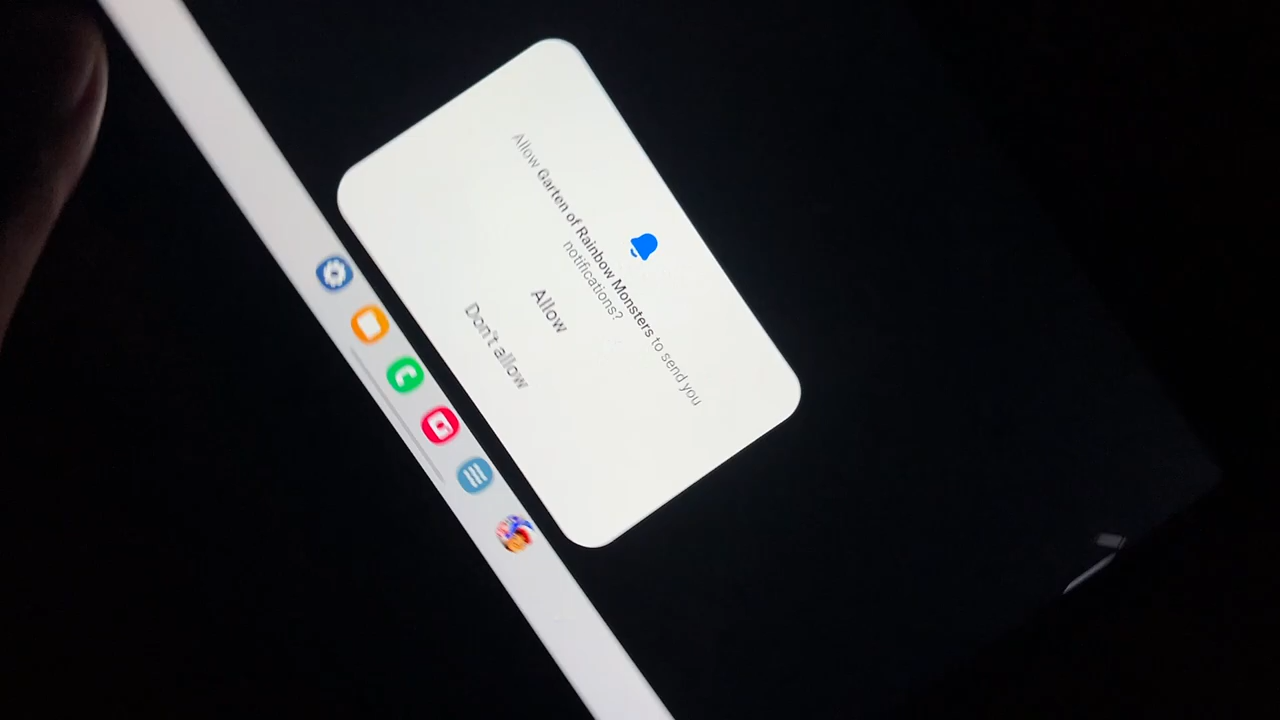 Allow Garten of Rainbow Monsters to send you
notifications?
Allow
Don't allow